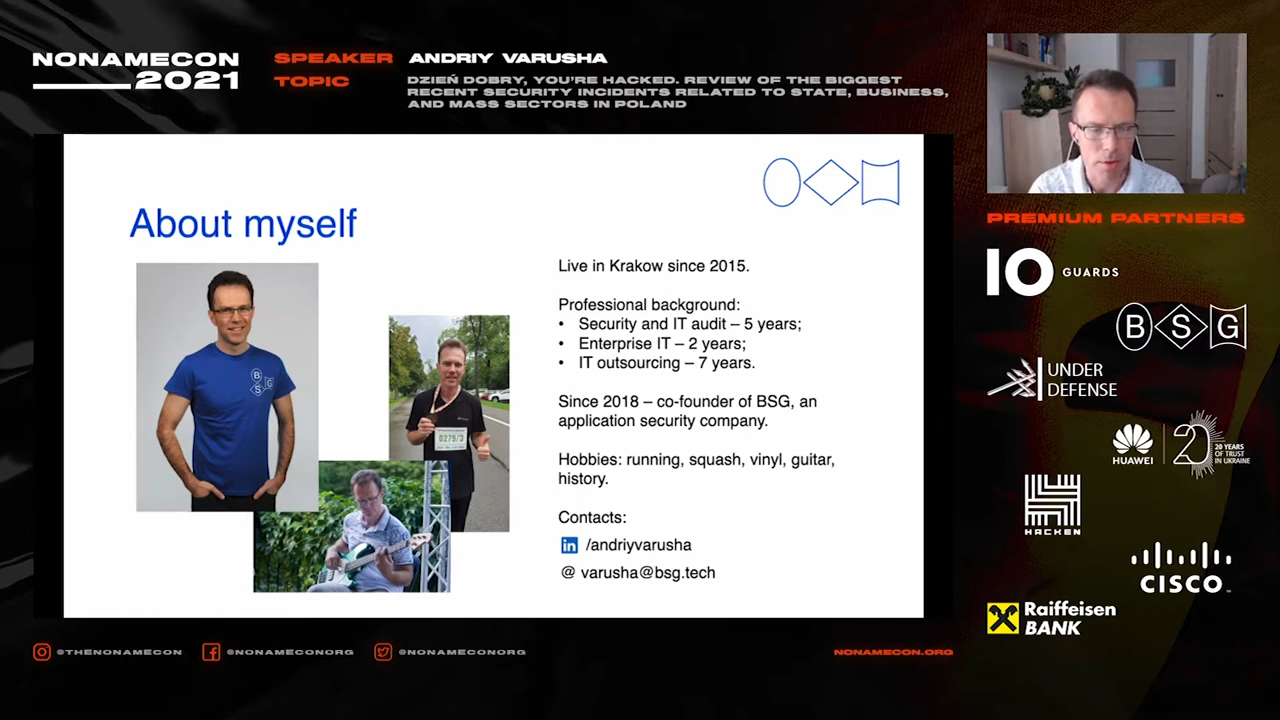 NONAMECON
2021
SPEAKER ANDRIY VARUSHA
TOPIC
DZIEŃ DOBRY, YOU'RE HACKED. REVIEW OF THE BIGGEST
RECENT SECURITY INCIDENTS RELATED TO STATE, BUSINESS,
AND MASS SECTORS IN POLAND
About myself
B
S G
0279/3
Live in Krakow since 2015.
Professional background:
• Security and IT audit – 5 years;
• Enterprise IT – 2 years;
• IT outsourcing – 7 years.
Since 2018 – co-founder of BSG, an
application security company.
Hobbies: running, squash, vinyl, guitar,
history.
Contacts:
in /andriyvarusha
@ varusha@bsg.tech
PREMIUM PARTNERS
IO GUARDS
B S G
UNDER
DEFENSE
HUAWEI
20
20 YEARS
OF TRUST
IN UKRAINE
HACKEN
CISCO
Raiffeisen
BANK
@THENONAMECON
@NONAMECONORG
@NONAMECONORG
NONAMECON.ORG